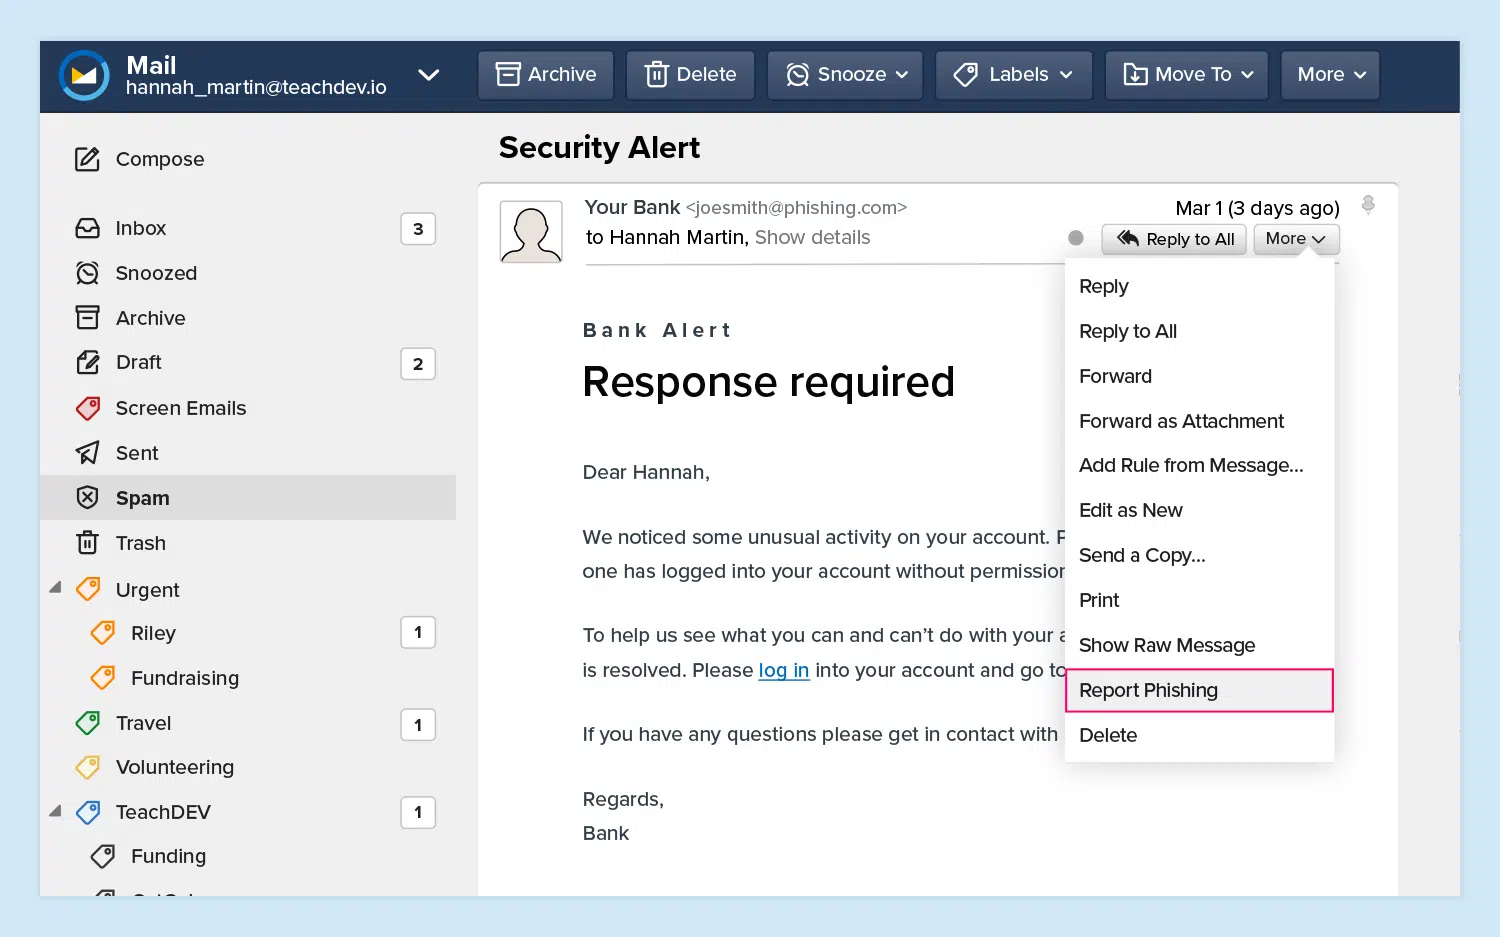 Mail
hannah_martin@teachdev.io
Archive
Delete
Snooze
Labels
Move To
More
Compose
Inbox 3
Snoozed
Archive
Draft 2
Screen Emails
Sent
Spam
Trash
Urgent
Riley 1
Fundraising
Travel 1
Volunteering
TeachDEV 1
Funding
Security Alert
Your Bank <joesmith@phishing.com>
Mar 1 (3 days ago)
to Hannah Martin, Show details
Reply to All
More
Bank Alert
Response required
Dear Hannah,
We noticed some unusual activity on your account.
one has logged into your account without permission
To help us see what you can and can’t do with your
is resolved. Please log in into your account and go to
If you have any questions please get in contact with
Regards,
Bank
Reply
Reply to All
Forward
Forward as Attachment
Add Rule from Message...
Edit as New
Send a Copy...
Print
Show Raw Message
Report Phishing
Delete